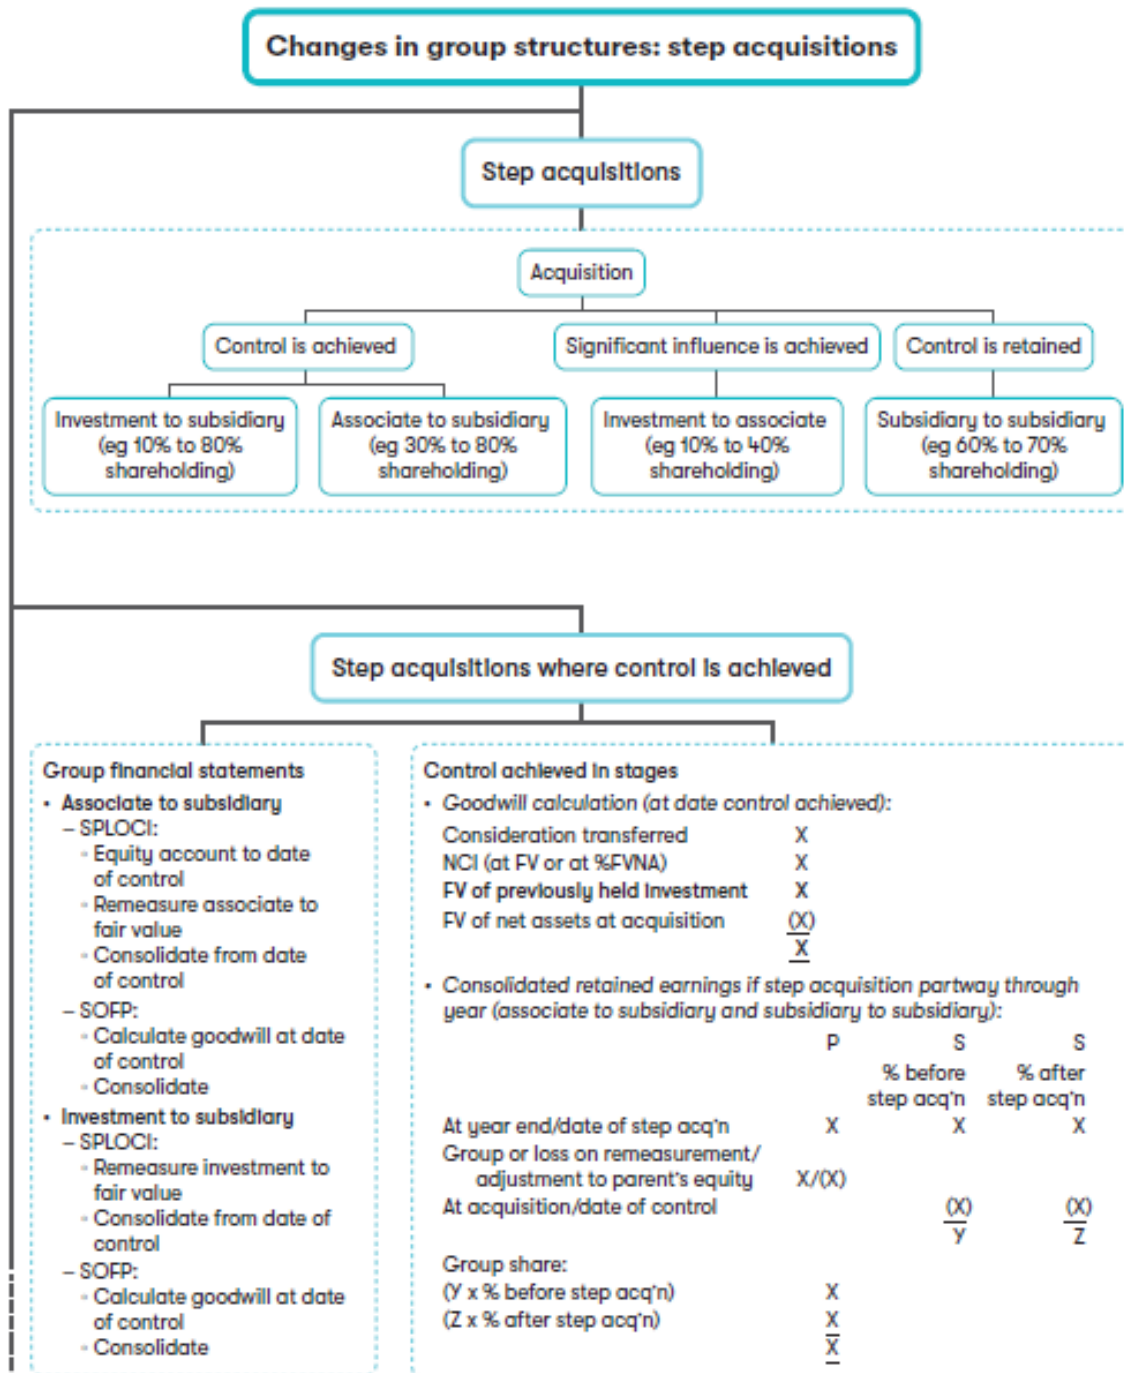 Changes in group structures: step acquisitions
Step acquisitions
Acquisition
Control is achieved
Significant influence is achieved
Control is retained
Investment to subsidiary
(eg 10% to 80%
shareholding)
Associate to subsidiary
(eg 30% to 80%
shareholding)
Investment to associate
(eg 10% to 40%
shareholding)
Subsidiary to subsidiary
(eg 60% to 70%
shareholding)
Step acquisitions where control is achieved
Group financial statements
• Associate to subsidiary
– SPLOCI:
- Equity account to date
of control
- Remeasure associate to
fair value
- Consolidate from date
of control
– SOFP:
- Calculate goodwill at date
of control
- Consolidate
• Investment to subsidiary
– SPLOCI:
- Remeasure investment to
fair value
- Consolidate from date of
control
– SOFP:
- Calculate goodwill at date
of control
- Consolidate
Control achieved in stages
• Goodwill calculation (at date control achieved):
Consideration transferred X
NCI (at FV or at %FVNA) X
FV of previously held investment X
FV of net assets at acquisition (X)
X
• Consolidated retained earnings if step acquisition partway through
year (associate to subsidiary and subsidiary to subsidiary):
P S S
% before % after
step acq'n step acq'n
At year end/date of step acq'n X X X
Group or loss on remeasurement/
adjustment to parent's equity X/(X)
At acquisition/date of control (X) (X)
Y Z
Group share:
(Y x % before step acq'n) X
(Z x % after step acq'n) X
X